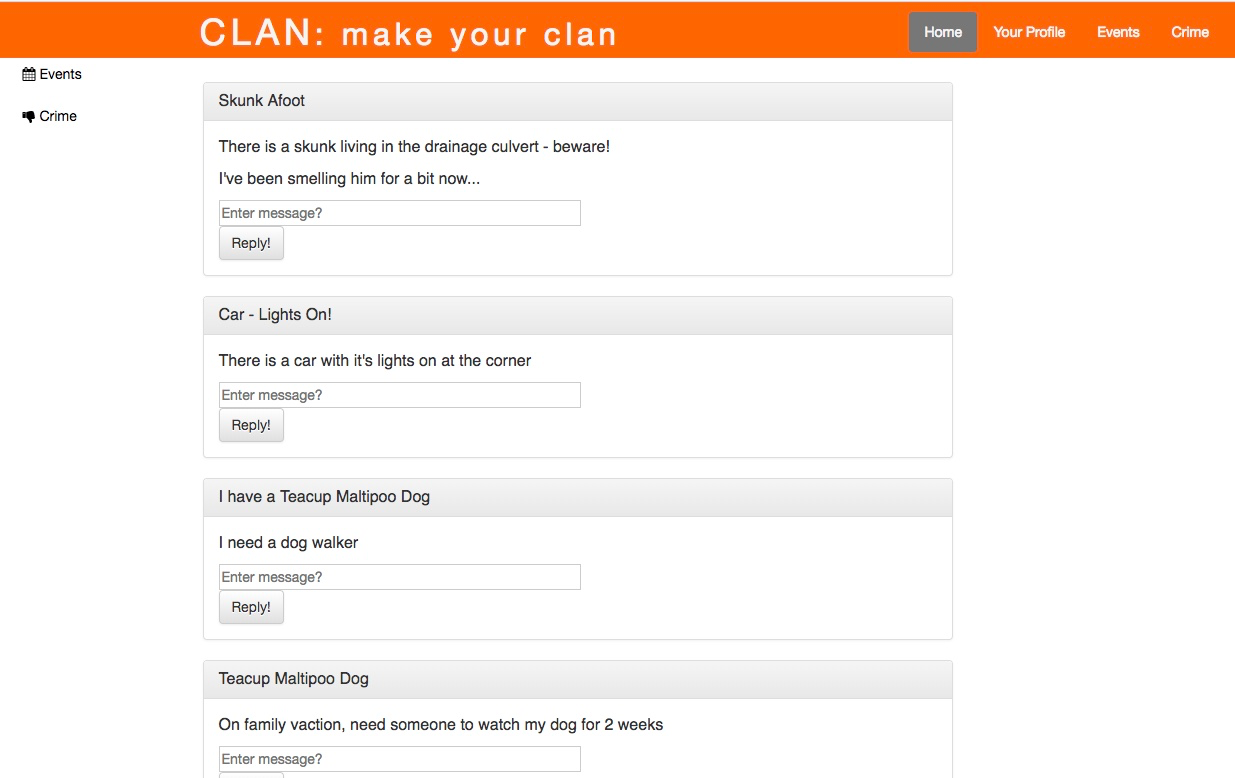 CLAN: make your clan
Home
Your Profile
Events
Crime
Events
Crime
Skunk Afoot
There is a skunk living in the drainage culvert - beware!
I've been smelling him for a bit now...
Enter message?
Reply!
Car - Lights On!
There is a car with it's lights on at the corner
Enter message?
Reply!
I have a Teacup Maltipoo Dog
I need a dog walker
Enter message?
Reply!
Teacup Maltipoo Dog
On family vaction, need someone to watch my dog for 2 weeks
Enter message?